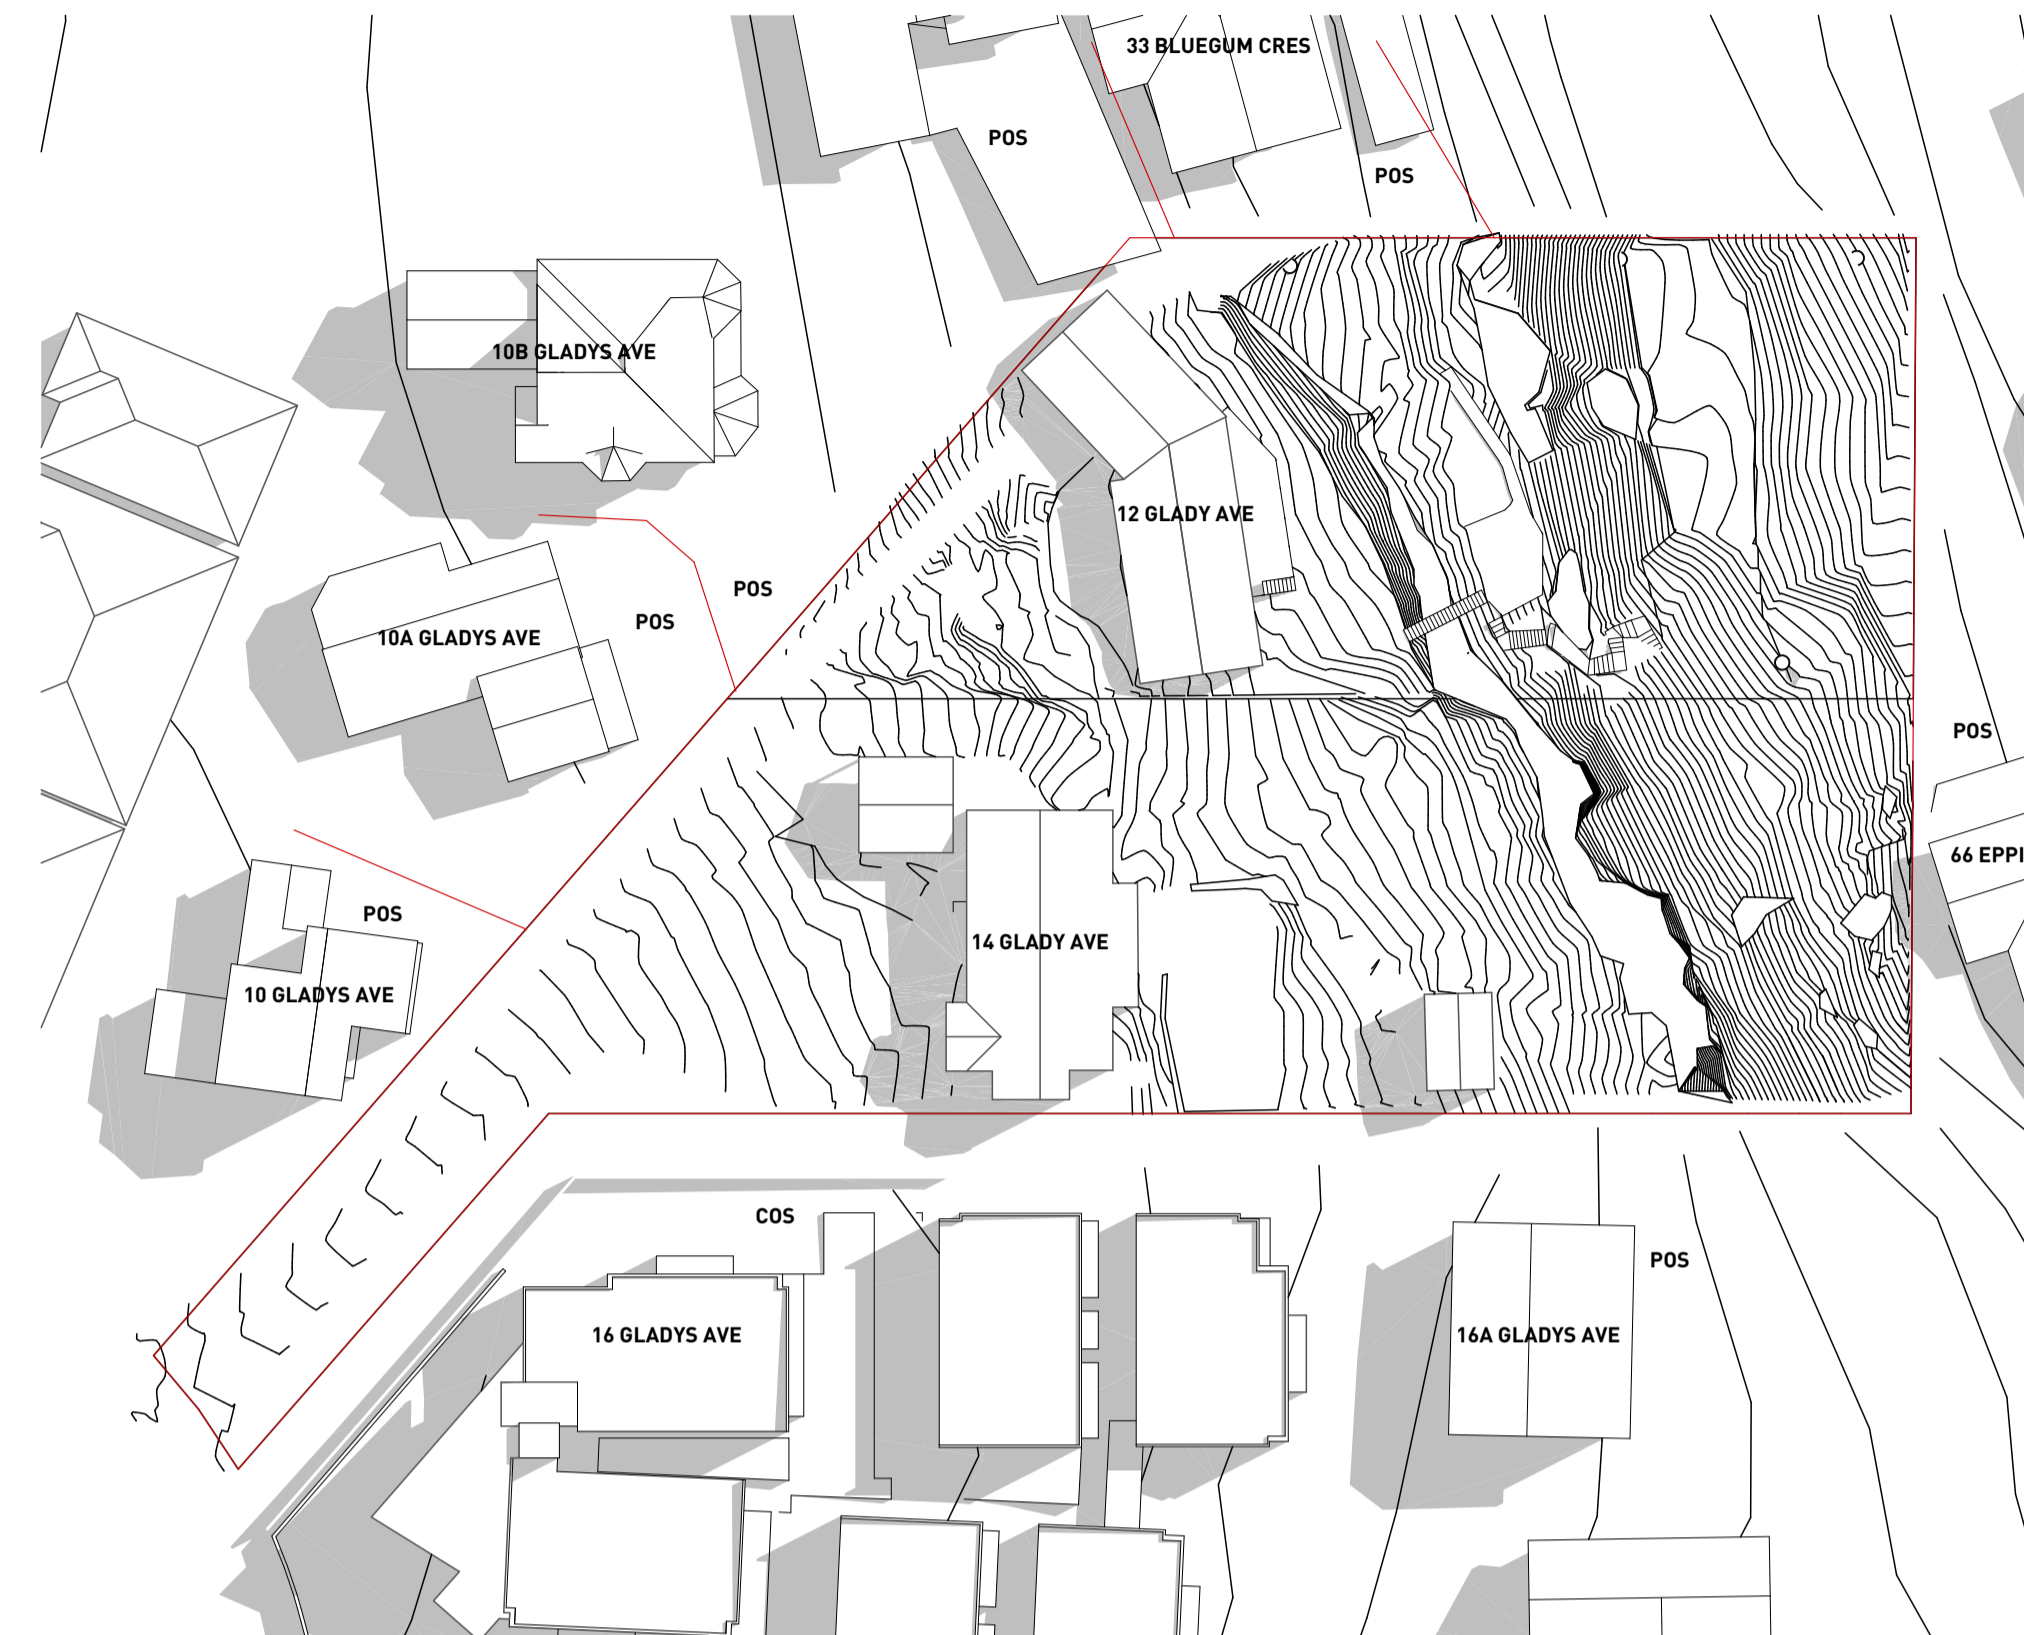 33 BLUEGUM CRES
POS
POS
10B GLADYS AVE
12 GLADY AVE
POS
POS
10A GLADYS AVE
POS
66 EPPI
POS
14 GLADY AVE
10 GLADYS AVE
COS
POS
16 GLADYS AVE
16A GLADYS AVE